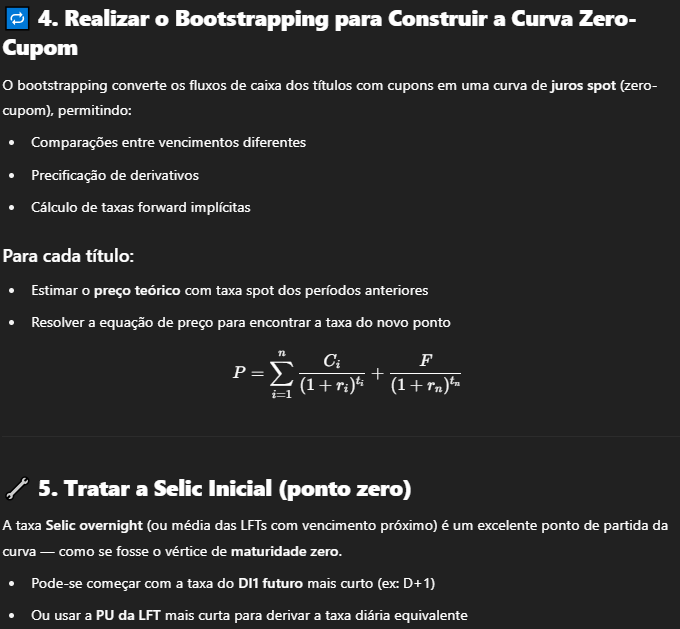 🔁 4. Realizar o Bootstrapping para Construir a Curva Zero-
Cupom
O bootstrapping converte os fluxos de caixa dos títulos com cupons em uma curva de juros spot (zero-
cupom), permitindo:
• Comparações entre vencimentos diferentes
• Precificação de derivativos
• Cálculo de taxas forward implícitas
Para cada título:
• Estimar o preço teórico com taxa spot dos períodos anteriores
• Resolver a equação de preço para encontrar a taxa do novo ponto
P = \sum_{i=1}^{n} \frac{C_i}{(1 + r_i)^{t_i}} + \frac{F}{(1 + r_n)^{t_n}}
🔧 5. Tratar a Selic Inicial (ponto zero)
A taxa Selic overnight (ou média das LFTs com vencimento próximo) é um excelente ponto de partida da
curva — como se fosse o vértice de maturidade zero.
• Pode-se começar com a taxa do DI1 futuro mais curto (ex: D+1)
• Ou usar a PU da LFT mais curta para derivar a taxa diária equivalente